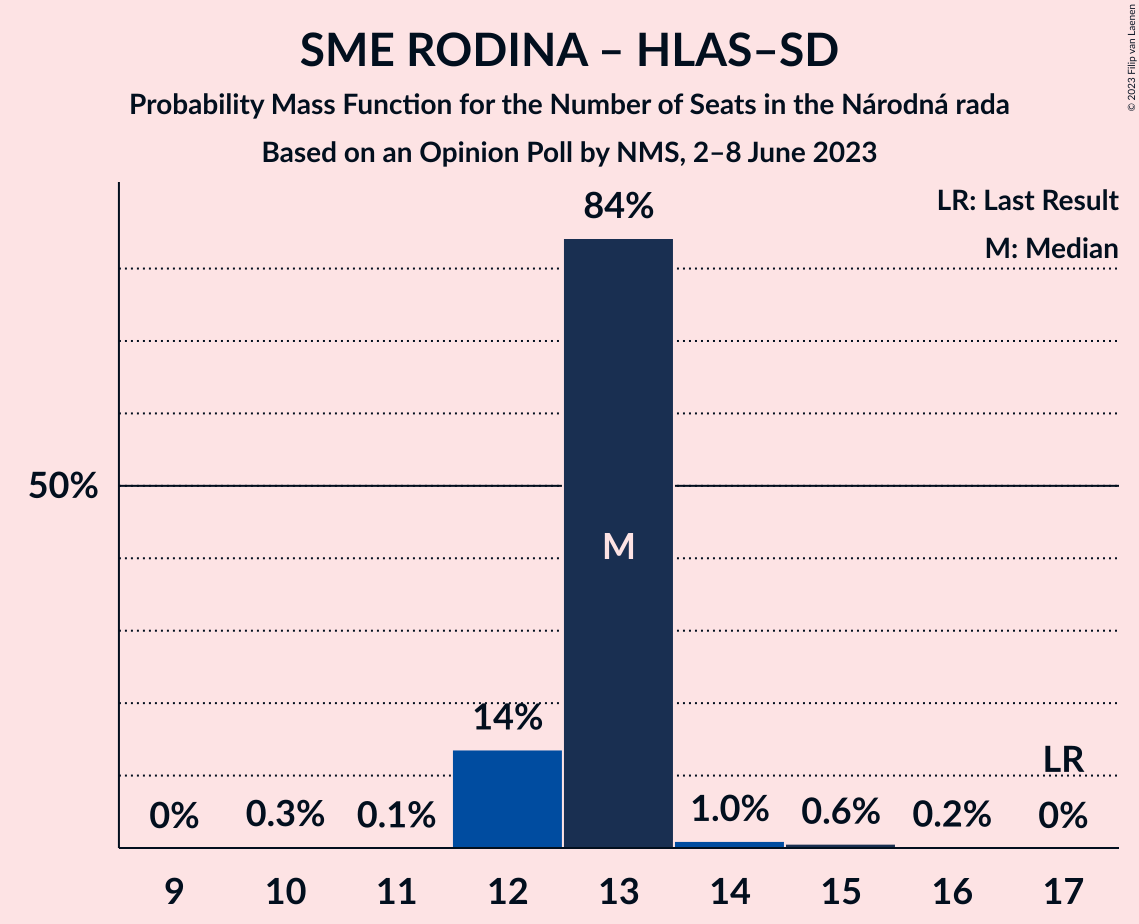 SME RODINA – HLAS–SD
Probability Mass Function for the Number of Seats in the Národná rada
Based on an Opinion Poll by NMS, 2–8 June 2023
© 2023 Filip van Laenen
LR: Last Result
M: Median
84%
50%
M
14%
LR
0% 0.3% 0.1% 1.0% 0.6% 0.2% 0%
9 10 11 12 13 14 15 16 17